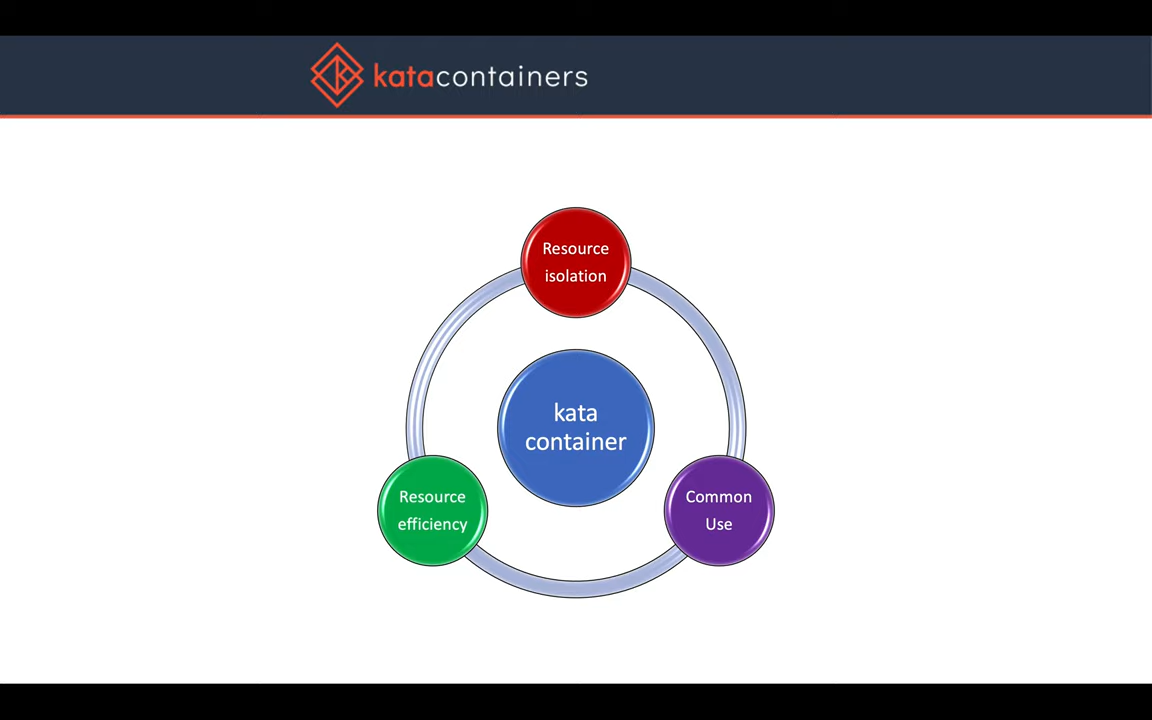 katacontainers
Resource
isolation
kata
container
Resource
efficiency
Common
Use